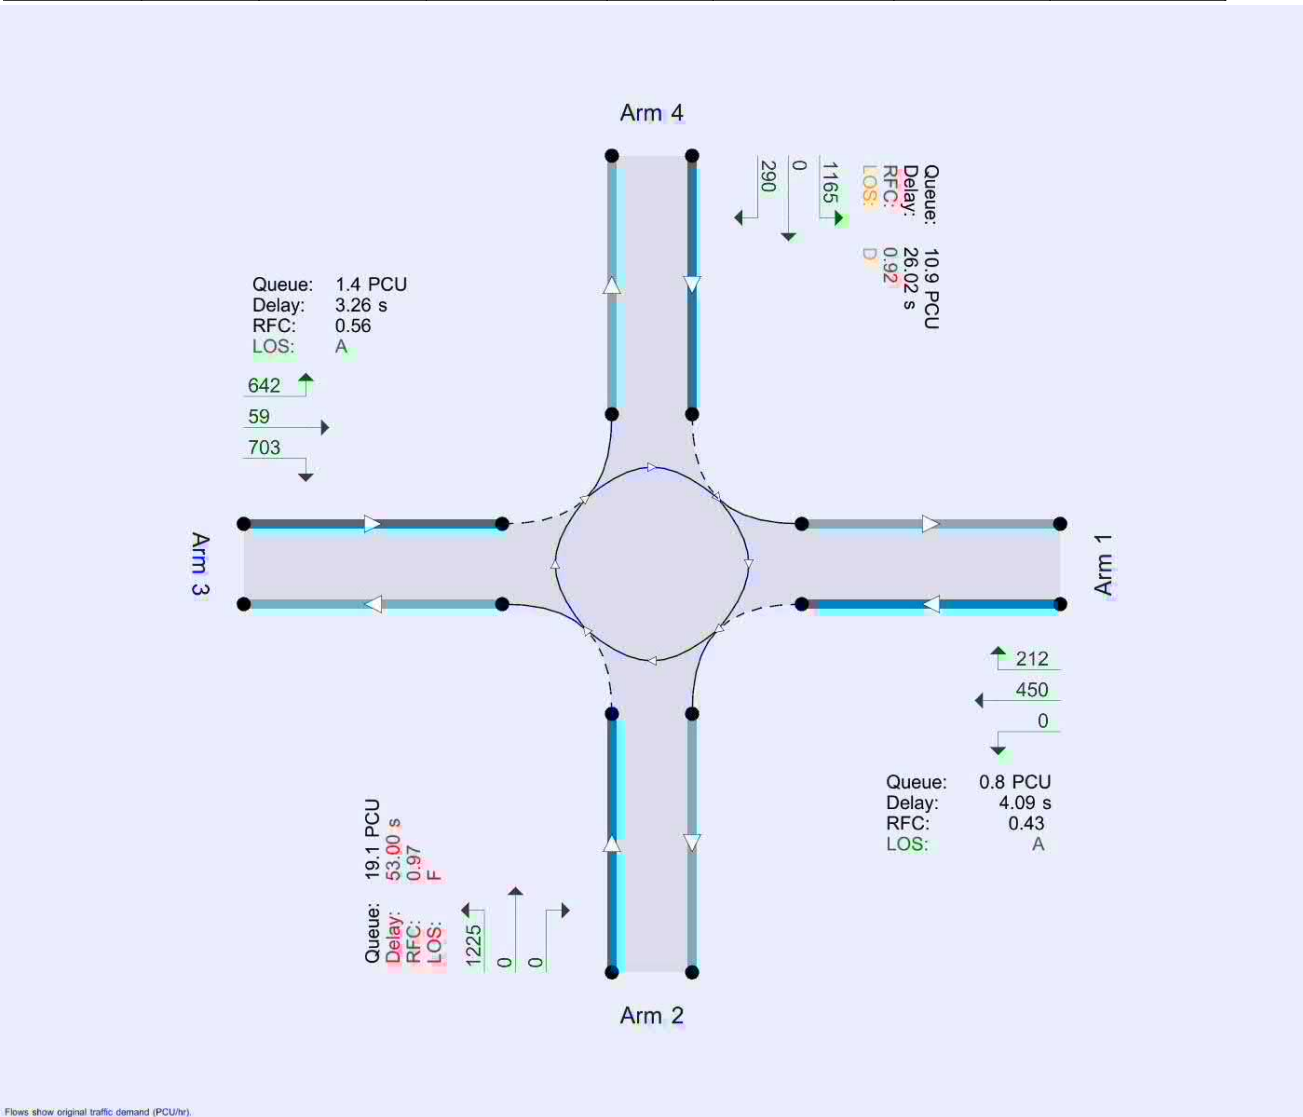 Arm 4
Queue: 10.9 PCU
Delay: 26.02 s
RFC: 0.92
LOS: D
1165
0
290
Queue: 1.4 PCU
Delay: 3.26 s
RFC: 0.56
LOS: A
642
59
703
Arm 3
Arm 1
212
450
0
Queue: 0.8 PCU
Delay: 4.09 s
RFC: 0.43
LOS: A
Queue: 19.1 PCU
Delay: 53.00 s
RFC: 0.97
LOS: F
1225
0
0
Arm 2
Flows show original traffic demand (PCU/hr).